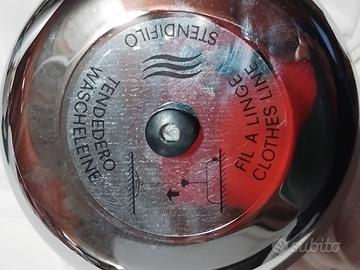 STENDIFILO
FIL A LINGE
CLOTHES LINE
TENDEDERO
WASCHELEINE
subito